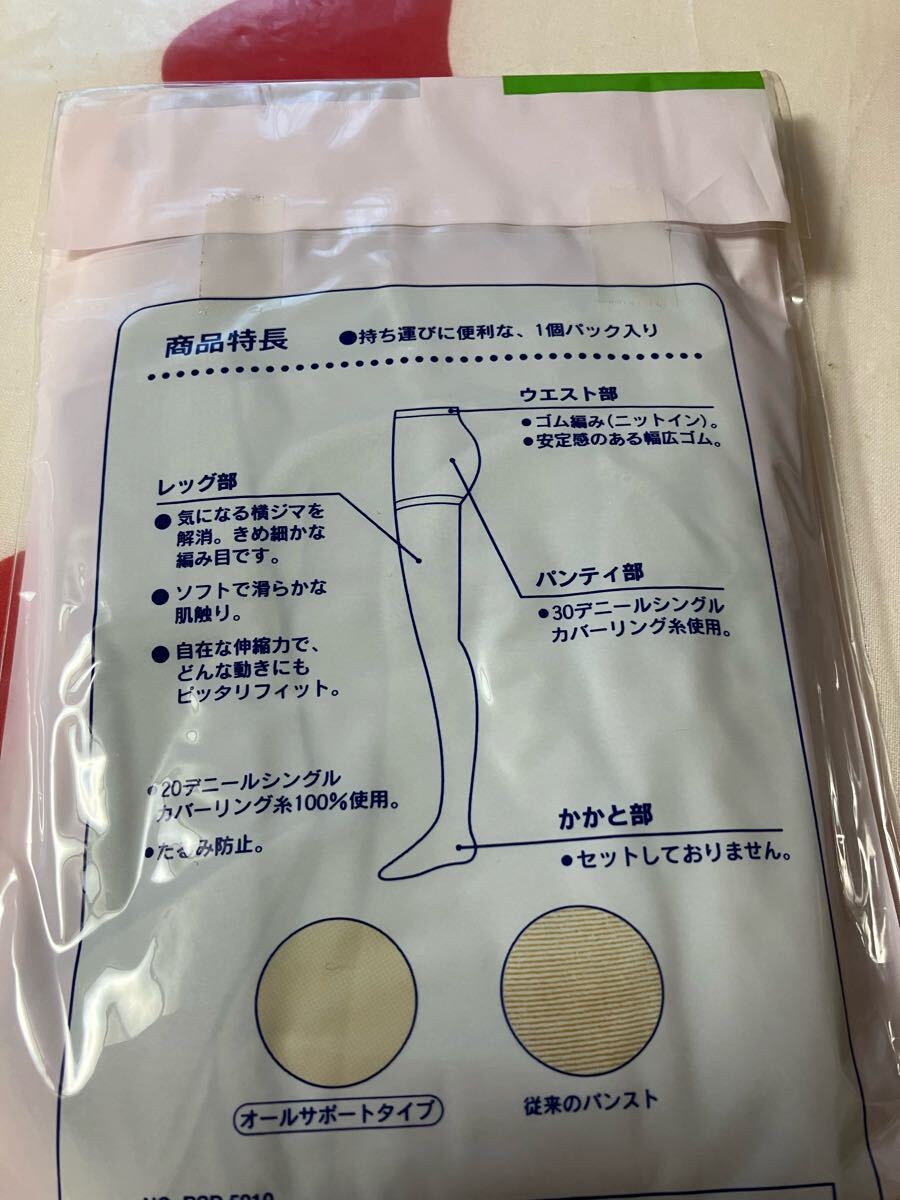 商品特長
●持ち運びに便利な、1個パック入り
ウエスト部
●ゴム編み(ニットイン)。
●安定感のある幅広ゴム。
レッグ部
●気になる横ジマを
解消。きめ細かな
編み目です。
●ソフトで滑らかな
肌触り。
●自在な伸縮力で、
どんな動きにも
ピッタリフィット。
●20デニールシングル
カバーリング糸100%使用。
●たるみ防止。
パンティ部
●30デニールシングル
カバーリング糸使用。
かかと部
●セットしておりません。
オールサポートタイプ
従来のパンスト